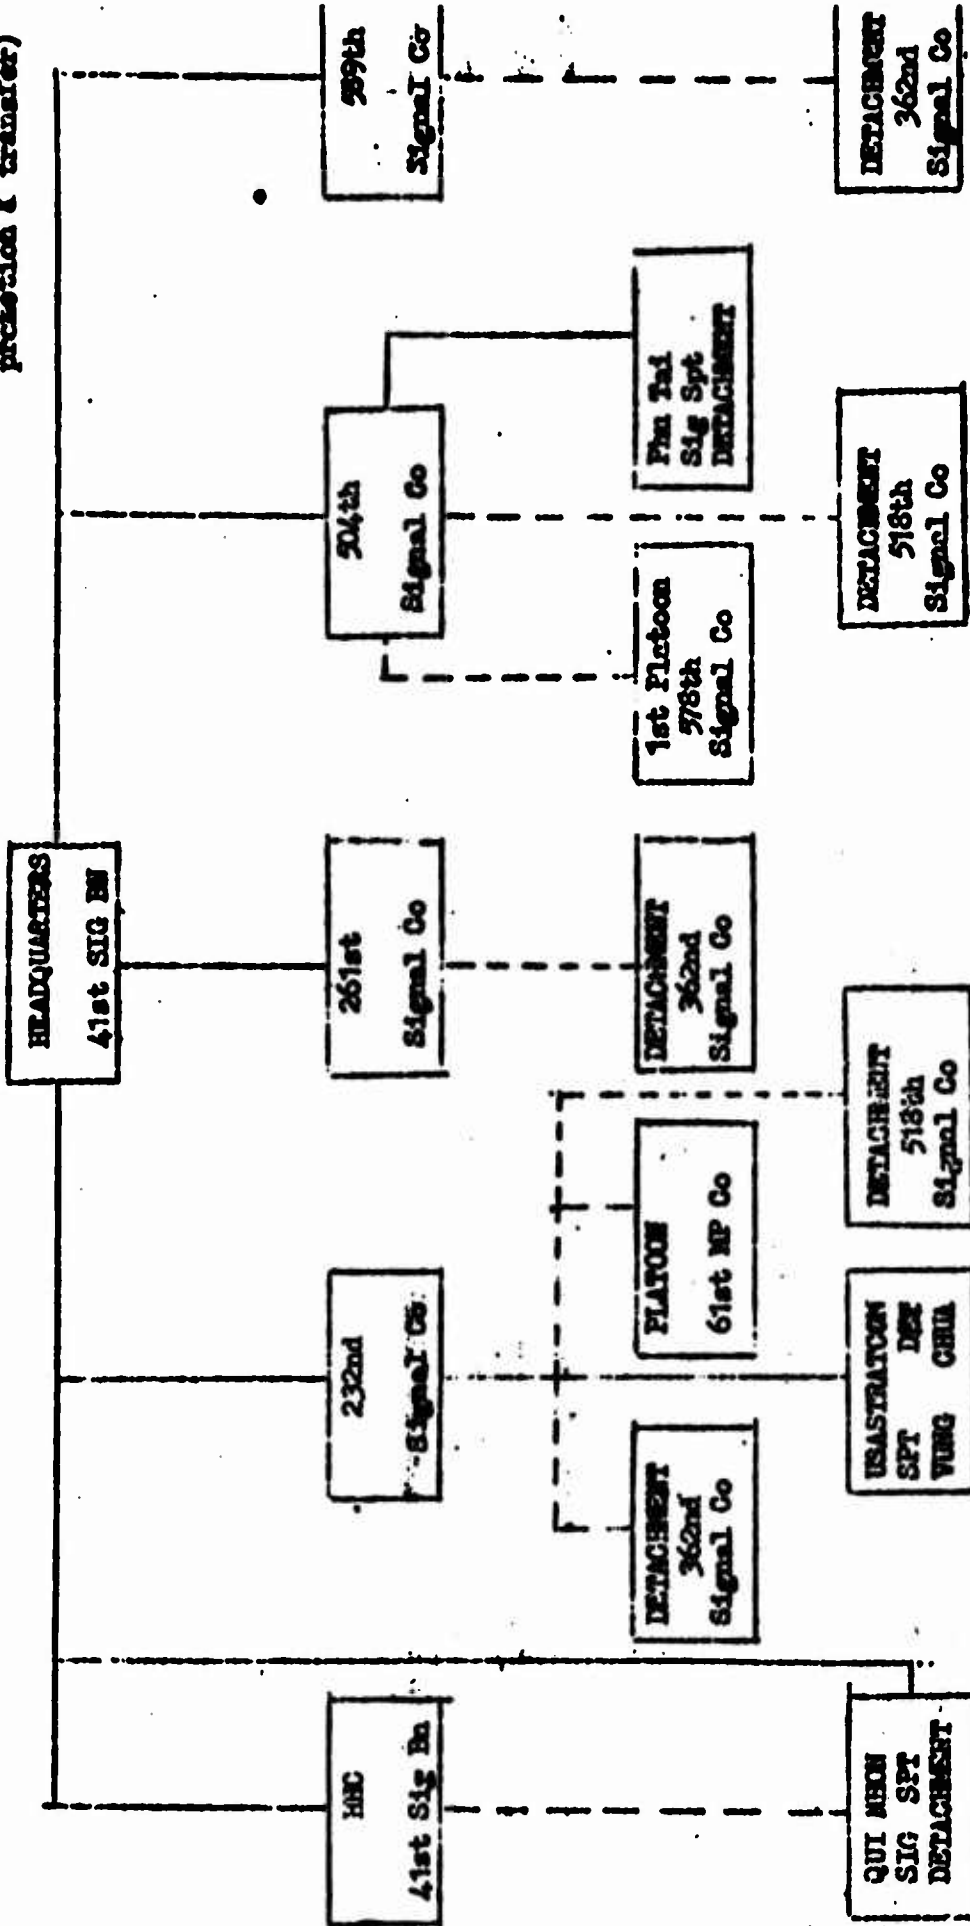 promotion & transfer)
HEADQUARTERS
41st SIG BN
HHC
41st Sig Bn
232nd
Signal Co
261st
Signal Co
504th
Signal Co
Signal Co
DETACHMENT
362nd
Signal Co
PLATOON
61st MP Co
DETACHMENT
362nd
Signal Co
1st Platoon
578th
Signal Co
Phu Tai
Sig Spt
DETACHMENT
QUI NHON
SIG SPT
DETACHMENT
USASTRATCOM
SPT DET
VUNG CHUA
DETACHMENT
518th
Signal Co
DETACHMENT
518th
Signal Co
DETACHMENT
362nd
Signal Co